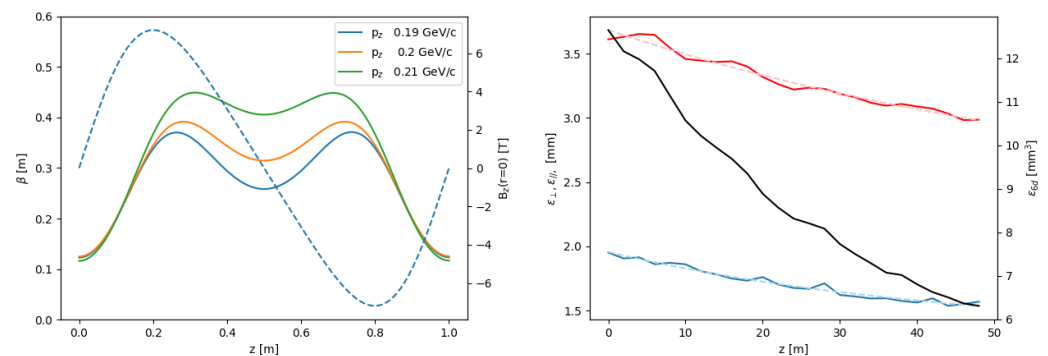 0.6
0.5
0.4
0.3
0.2
0.1
0.0
β [m]
0.0 0.2 0.4 0.6 0.8 1.0
z [m]
p_z 0.19 GeV/c
p_z 0.2 GeV/c
p_z 0.21 GeV/c
6
4
2
0
−2
−4
−6
B_z(r=0) [T]
3.5
3.0
2.5
2.0
1.5
ε_⊥, ε_//, [mm]
0 10 20 30 40 50
z [m]
12
11
10
9
8
7
6
ε_6d [mm³]